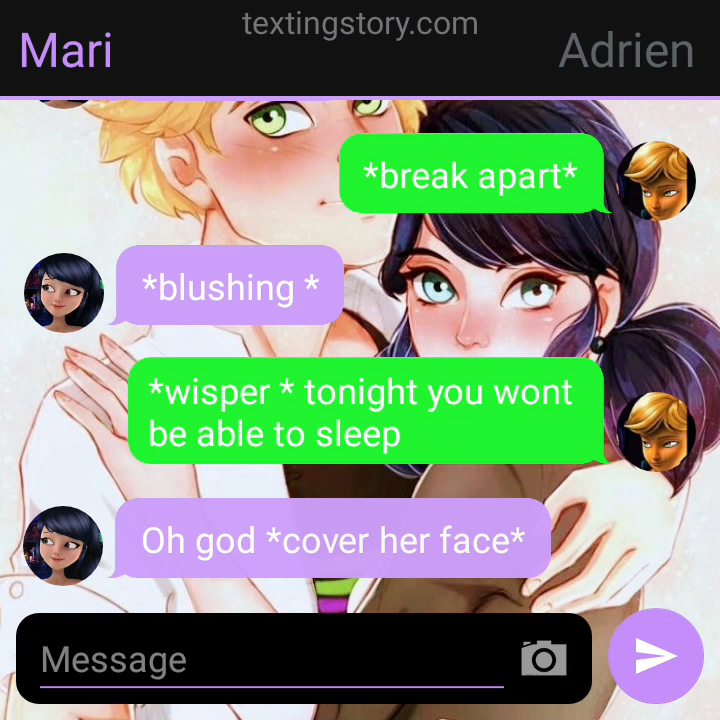 textingstory.com
Mari
Adrien
*break apart*
*blushing *
*wisper * tonight you wont
be able to sleep
Oh god *cover her face*
Message